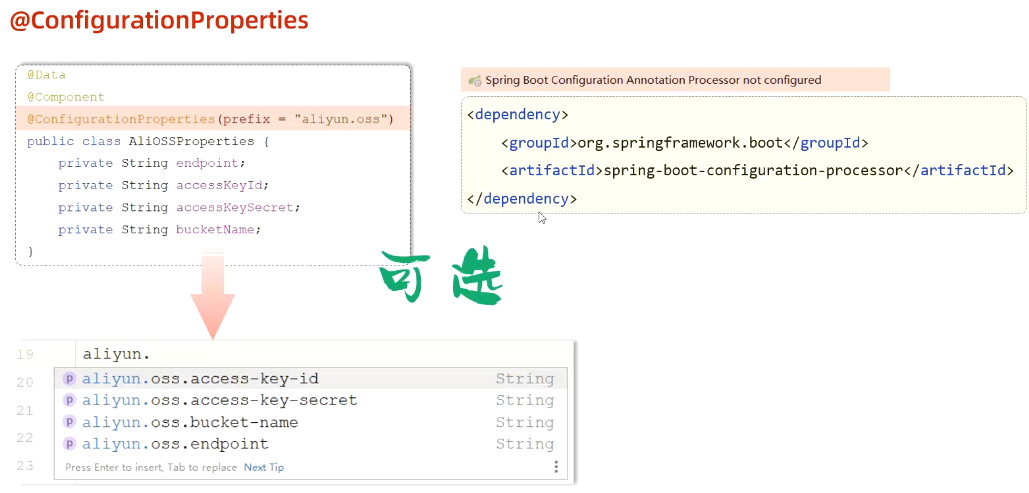 @ConfigurationProperties
@Data
@Component
@ConfigurationProperties(prefix = "aliyun.oss")
public class AliOSSProperties {
private String endpoint;
private String accessKeyId;
private String accessKeySecret;
private String bucketName;
}
Spring Boot Configuration Annotation Processor not configured
<dependency>
<groupId>org.springframework.boot</groupId>
<artifactId>spring-boot-configuration-processor</artifactId>
</dependency>
可选
19 aliyun.
20 p aliyun.oss.access-key-id String
21 p aliyun.oss.access-key-secret String
22 p aliyun.oss.bucket-name String
23 p aliyun.oss.endpoint String
Press Enter to insert, Tab to replace Next Tip